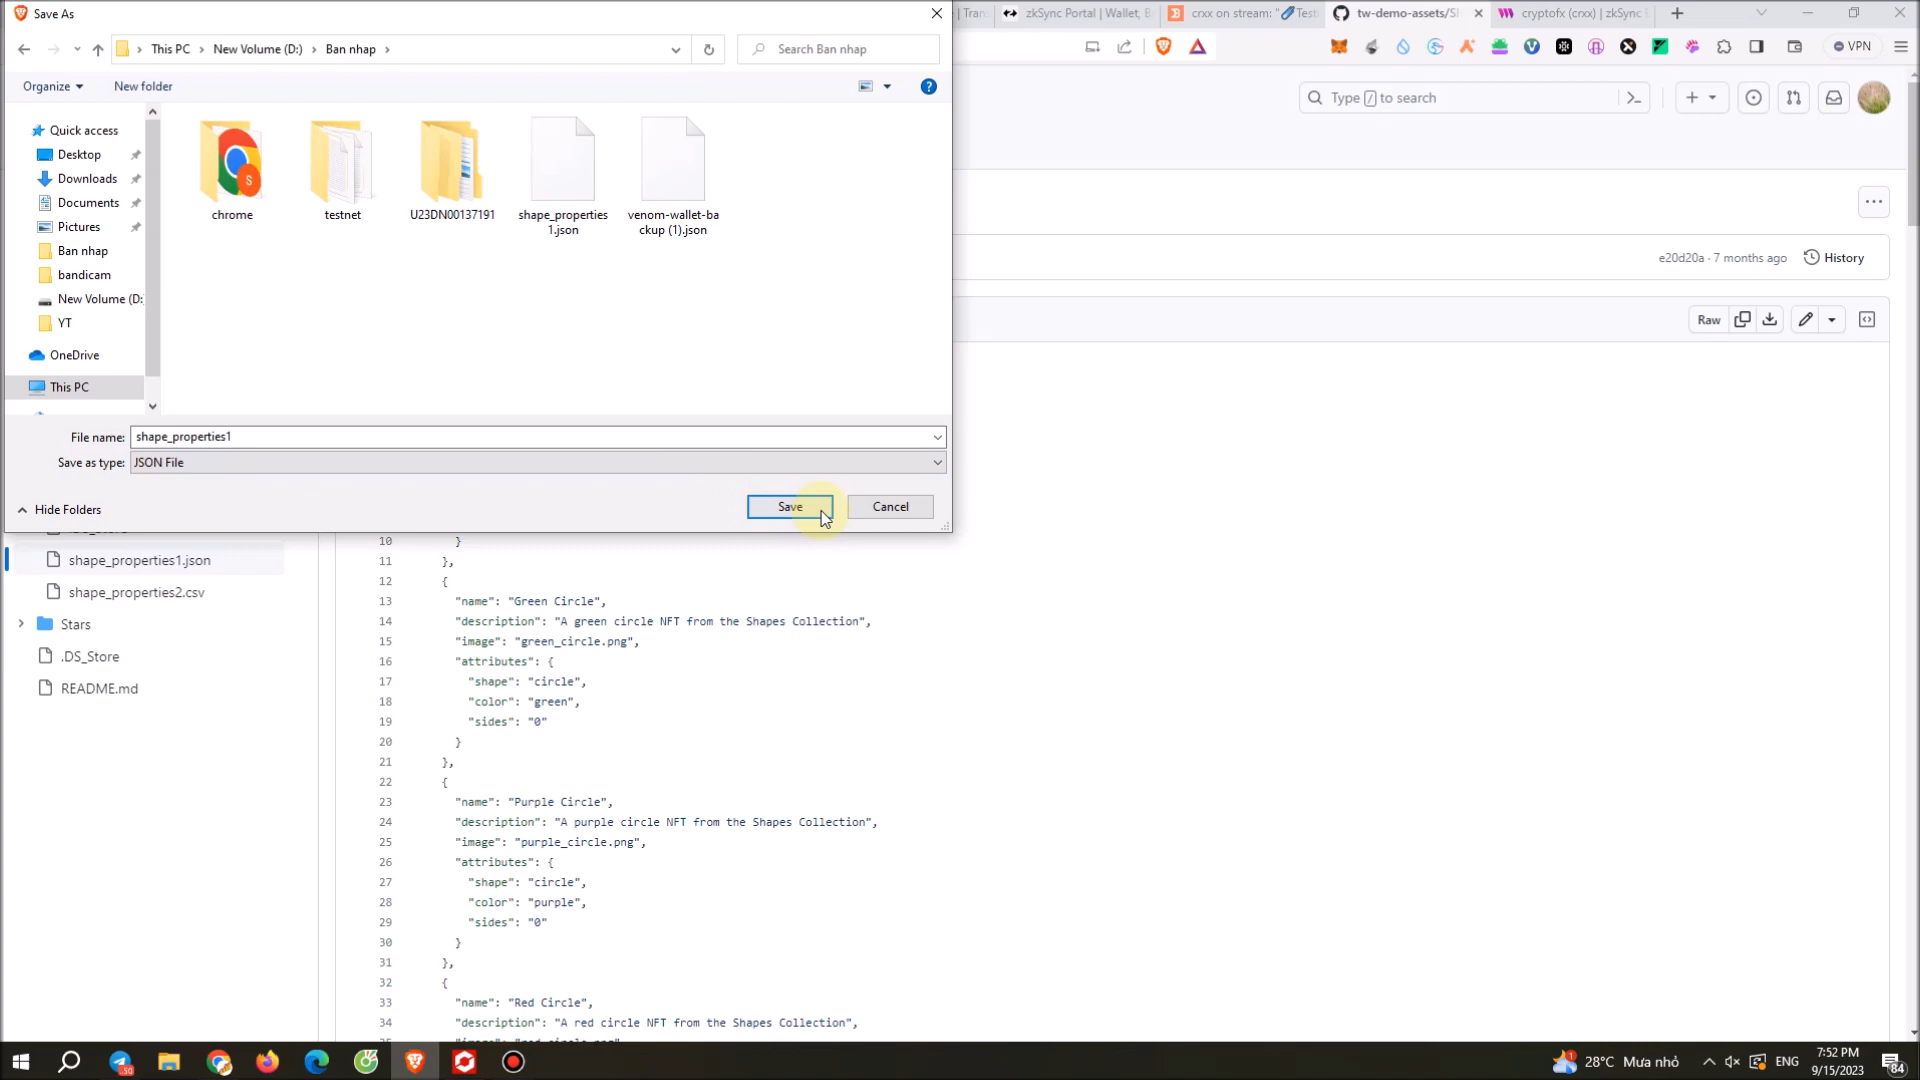 Save As
| Tran
zkSync Portal | Wallet, B
crxx on stream: "🖉Test
tw-demo-assets/S
cryptofx (crxx) | zkSync
This PC > New Volume (D:) > Ban nhap >
Search Ban nhap
VPN
Organize
New folder
Type / to search
Quick access
Desktop
Downloads
Documents
Pictures
Ban nhap
bandicam
New Volume (D:
YT
OneDrive
This PC
chrome
testnet
U23DN00137191
shape_properties
1.json
venom-wallet-ba
ckup (1).json
e20d20a · 7 months ago
History
Raw
File name: shape_properties1
Save as type: JSON File
Hide Folders
Save
Cancel
shape_properties1.json
shape_properties2.csv
Stars
.DS_Store
README.md
10 }
11 },
12 {
13 "name": "Green Circle",
14 "description": "A green circle NFT from the Shapes Collection",
15 "image": "green_circle.png",
16 "attributes": {
17 "shape": "circle",
18 "color": "green",
19 "sides": "0"
20 }
21 },
22 {
23 "name": "Purple Circle",
24 "description": "A purple circle NFT from the Shapes Collection",
25 "image": "purple_circle.png",
26 "attributes": {
27 "shape": "circle",
28 "color": "purple",
29 "sides": "0"
30 }
31 },
32 {
33 "name": "Red Circle",
34 "description": "A red circle NFT from the Shapes Collection",
28°C Mưa nhỏ
ENG
7:52 PM
9/15/2023
84